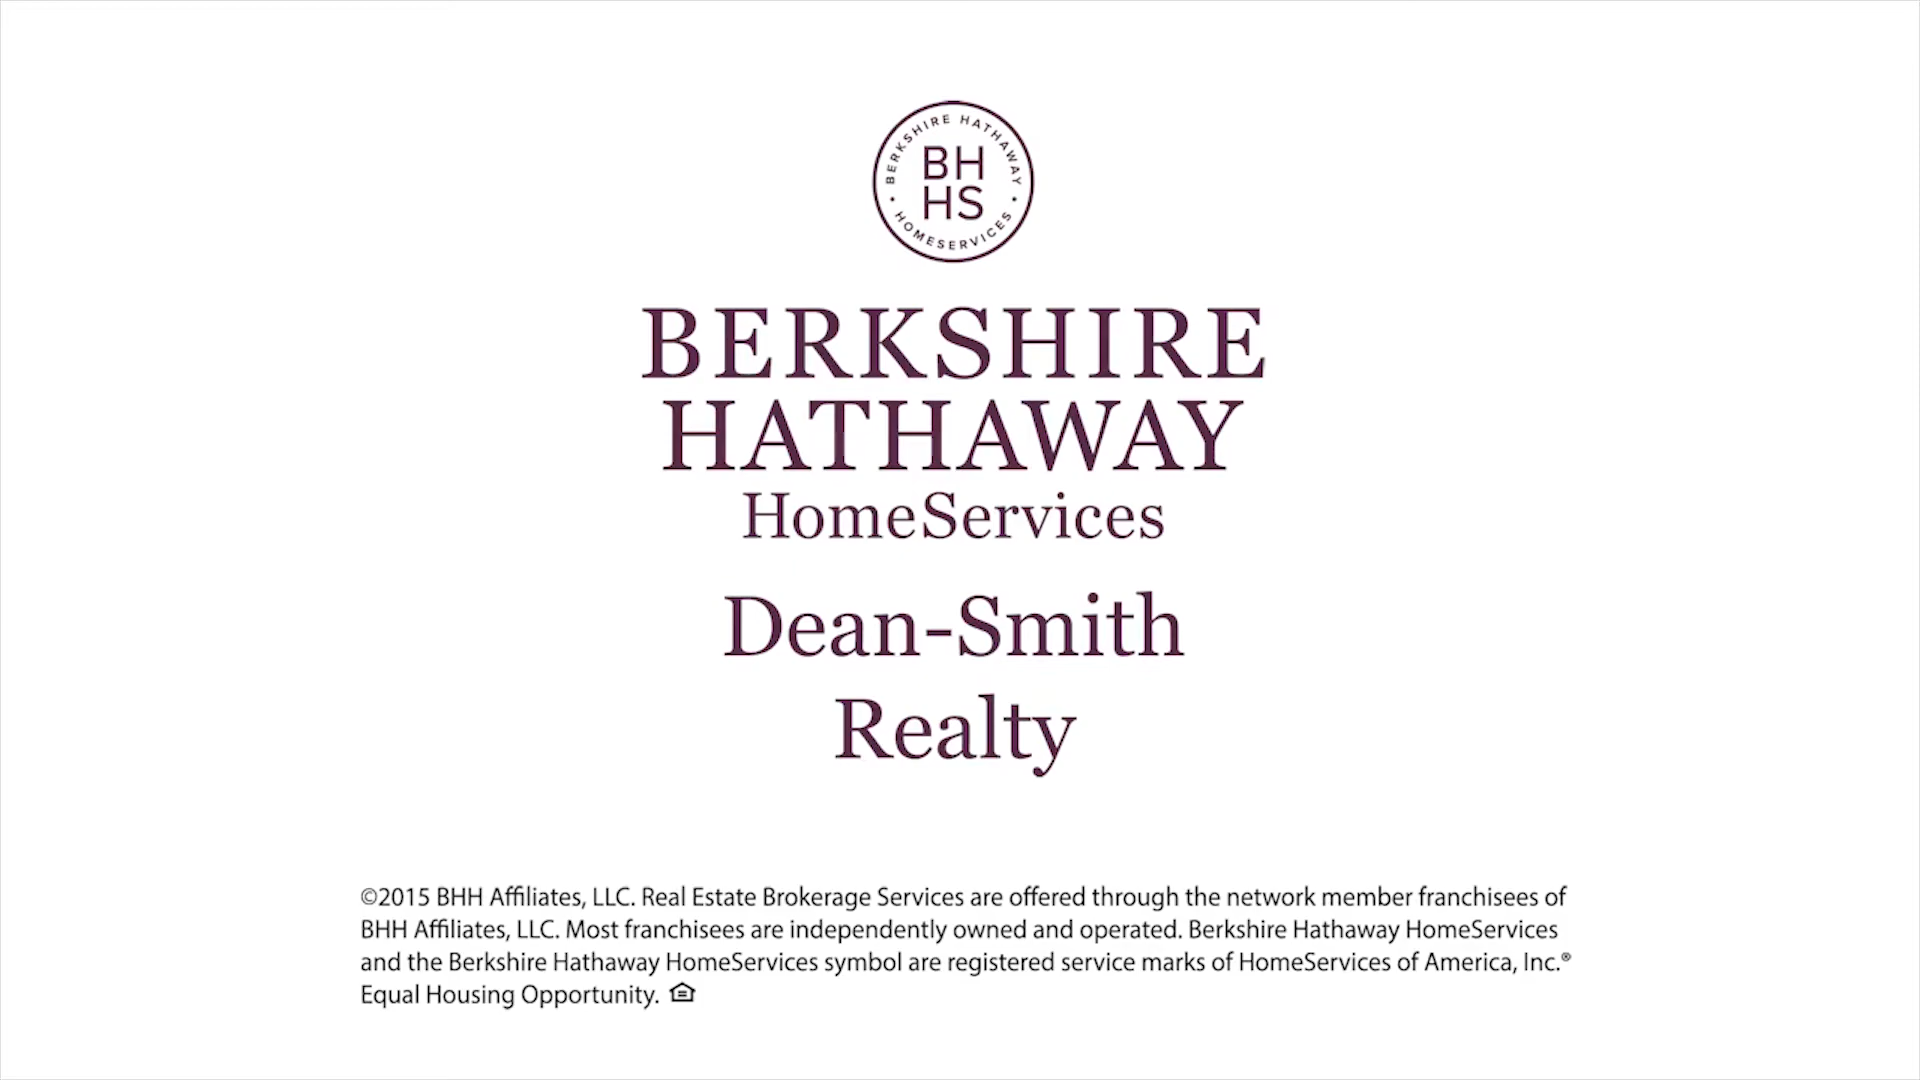 BERKSHIRE HATHAWAY
BH
HS
HOMESERVICES
BERKSHIRE
HATHAWAY
HomeServices
Dean-Smith
Realty
©2015 BHH Affiliates, LLC. Real Estate Brokerage Services are offered through the network member franchisees of
BHH Affiliates, LLC. Most franchisees are independently owned and operated. Berkshire Hathaway HomeServices
and the Berkshire Hathaway HomeServices symbol are registered service marks of HomeServices of America, Inc.®
Equal Housing Opportunity.